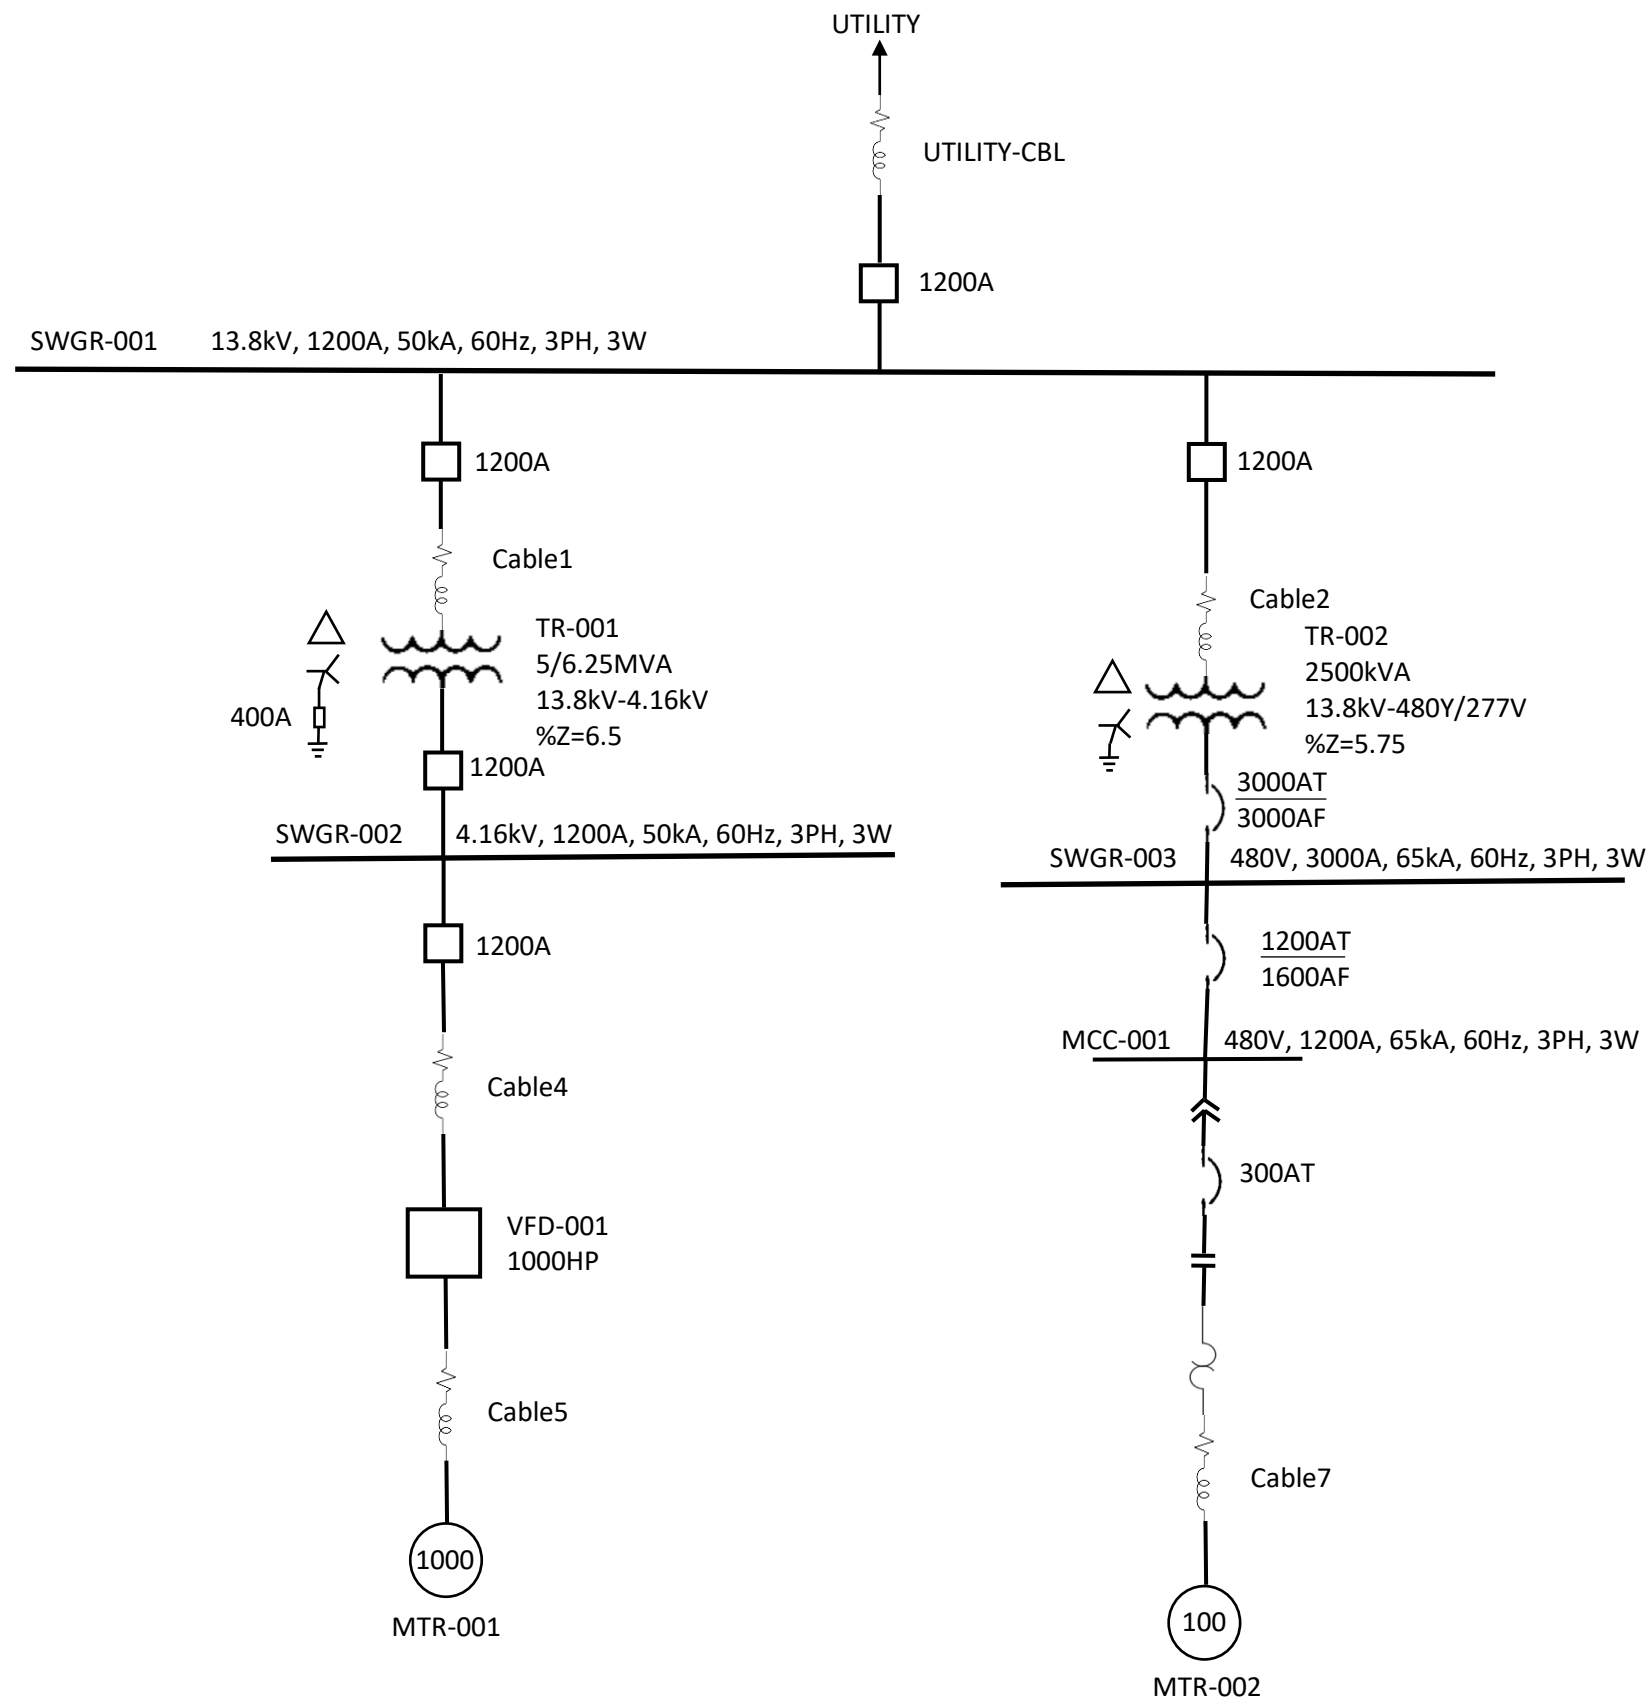 UTILITY
UTILITY-CBL
1200A
SWGR-001 13.8kV, 1200A, 50kA, 60Hz, 3PH, 3W
1200A
Cable1
TR-001
5/6.25MVA
13.8kV-4.16kV
%Z=6.5
400A
1200A
SWGR-002 4.16kV, 1200A, 50kA, 60Hz, 3PH, 3W
1200A
Cable4
VFD-001
1000HP
Cable5
1000
MTR-001
1200A
Cable2
TR-002
2500kVA
13.8kV-480Y/277V
%Z=5.75
3000AT
3000AF
SWGR-003 480V, 3000A, 65kA, 60Hz, 3PH, 3W
1200AT
1600AF
MCC-001 480V, 1200A, 65kA, 60Hz, 3PH, 3W
300AT
Cable7
100
MTR-002